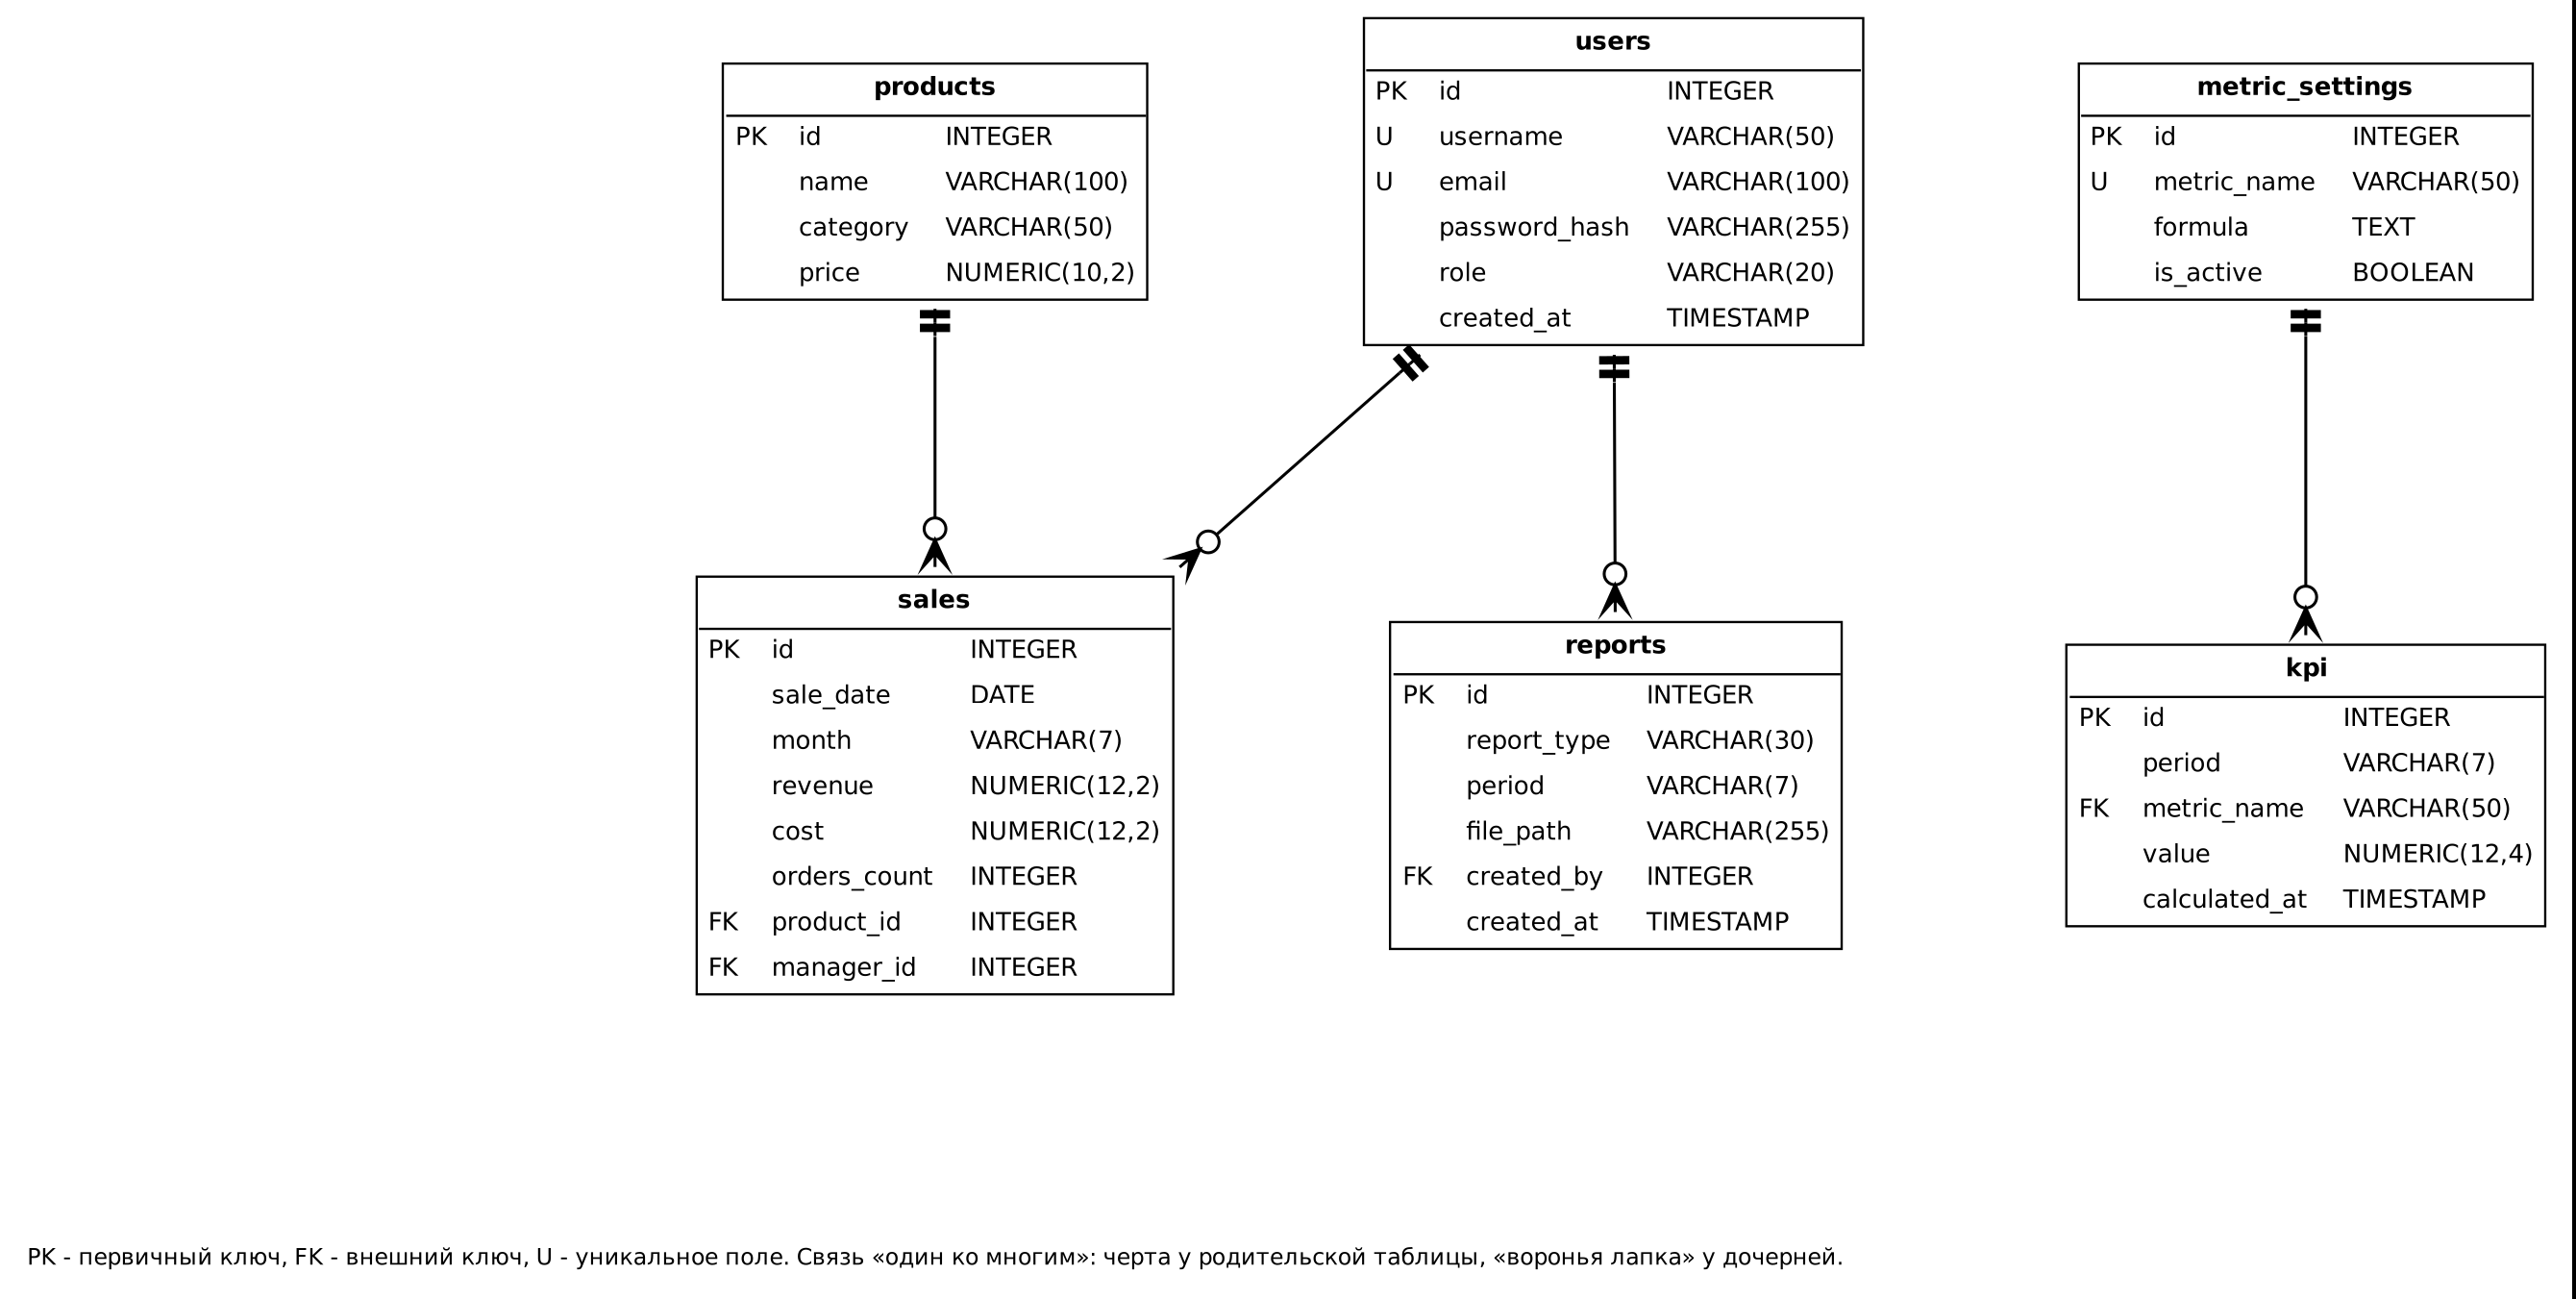 products
PK id INTEGER
name VARCHAR(100)
category VARCHAR(50)
price NUMERIC(10,2)
users
PK id INTEGER
U username VARCHAR(50)
U email VARCHAR(100)
password_hash VARCHAR(255)
role VARCHAR(20)
created_at TIMESTAMP
metric_settings
PK id INTEGER
U metric_name VARCHAR(50)
formula TEXT
is_active BOOLEAN
sales
PK id INTEGER
sale_date DATE
month VARCHAR(7)
revenue NUMERIC(12,2)
cost NUMERIC(12,2)
orders_count INTEGER
FK product_id INTEGER
FK manager_id INTEGER
reports
PK id INTEGER
report_type VARCHAR(30)
period VARCHAR(7)
file_path VARCHAR(255)
FK created_by INTEGER
created_at TIMESTAMP
kpi
PK id INTEGER
period VARCHAR(7)
FK metric_name VARCHAR(50)
value NUMERIC(12,4)
calculated_at TIMESTAMP
PK - первичный ключ, FK - внешний ключ, U - уникальное поле. Связь «один ко многим»: черта у родительской таблицы, «воронья лапка» у дочерней.